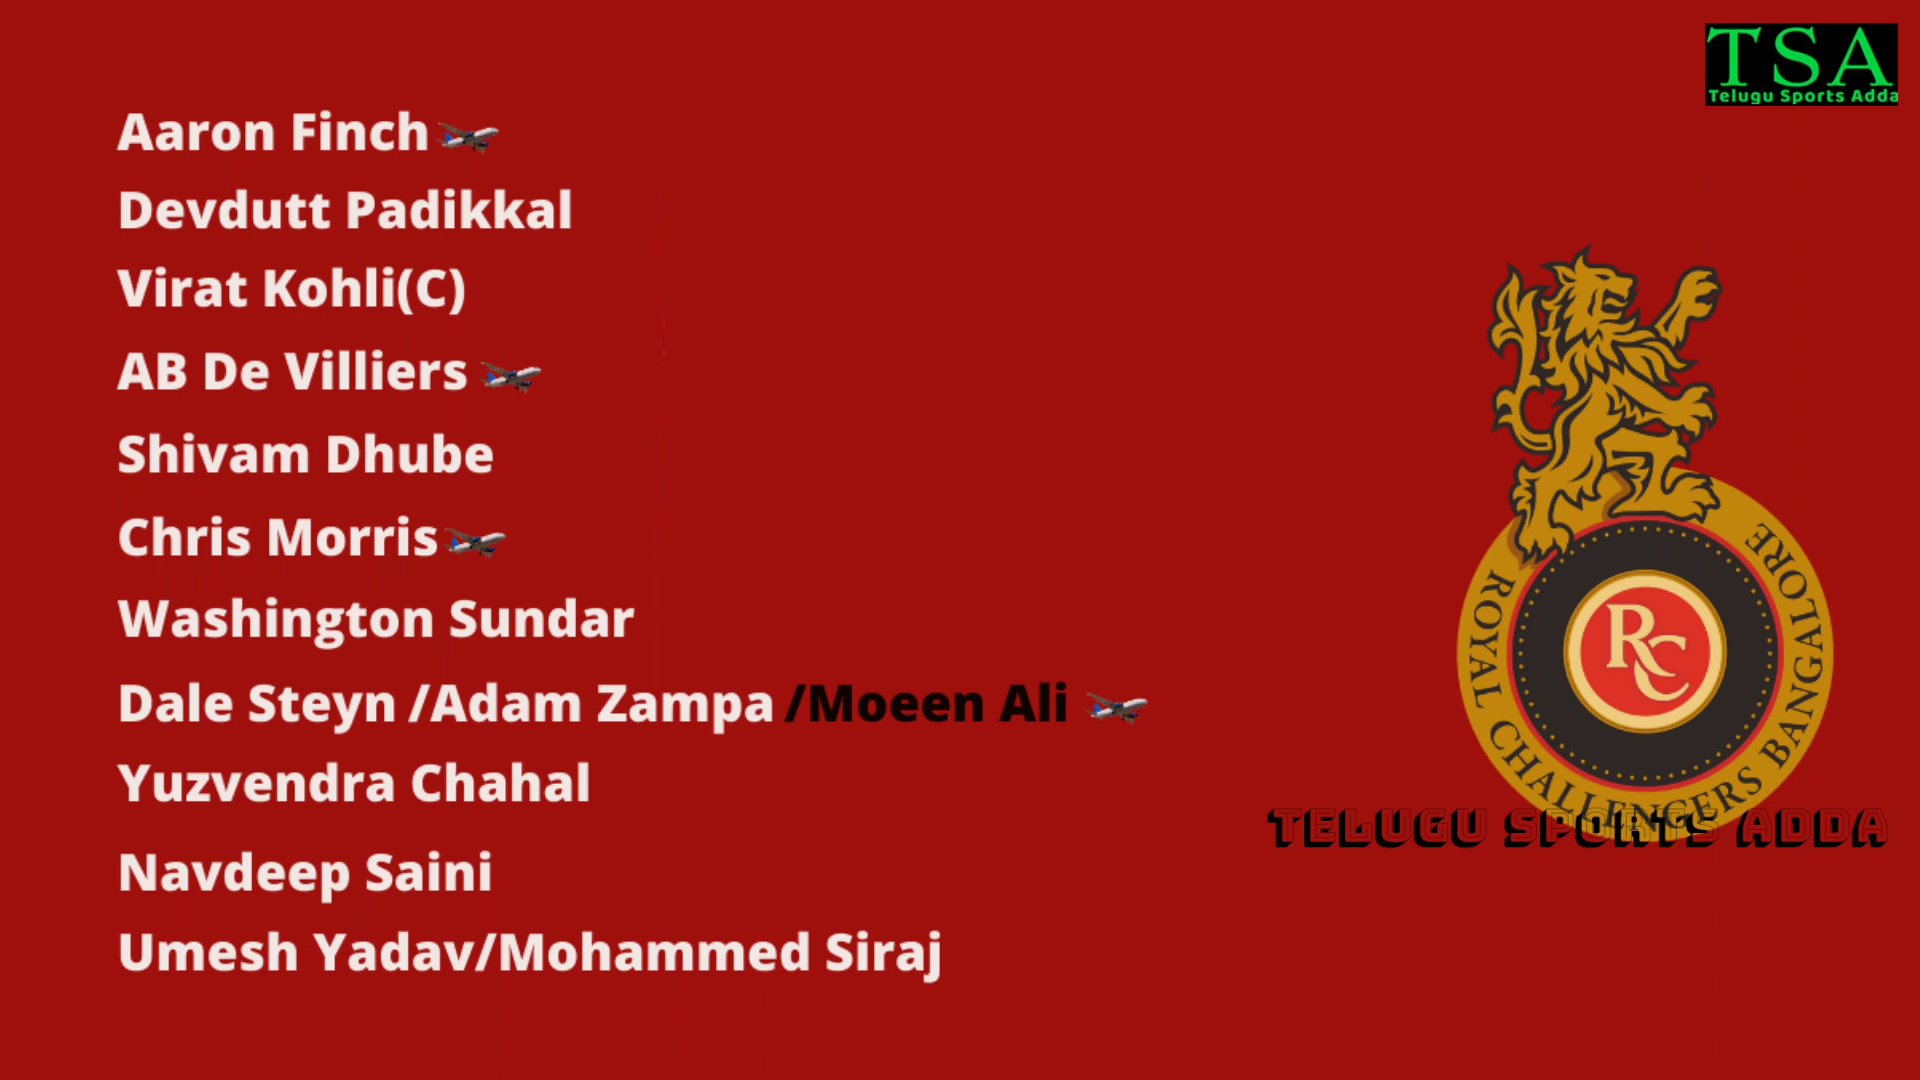 TSA
Telugu Sports Adda
Aaron Finch
Devdutt Padikkal
Virat Kohli(C)
AB De Villiers
Shivam Dhube
Chris Morris
Washington Sundar
Dale Steyn /Adam Zampa /Moeen Ali
Yuzvendra Chahal
Navdeep Saini
Umesh Yadav/Mohammed Siraj
RC
ROYAL CHALLENGERS BANGALORE
TELUGU SPORTS ADDA